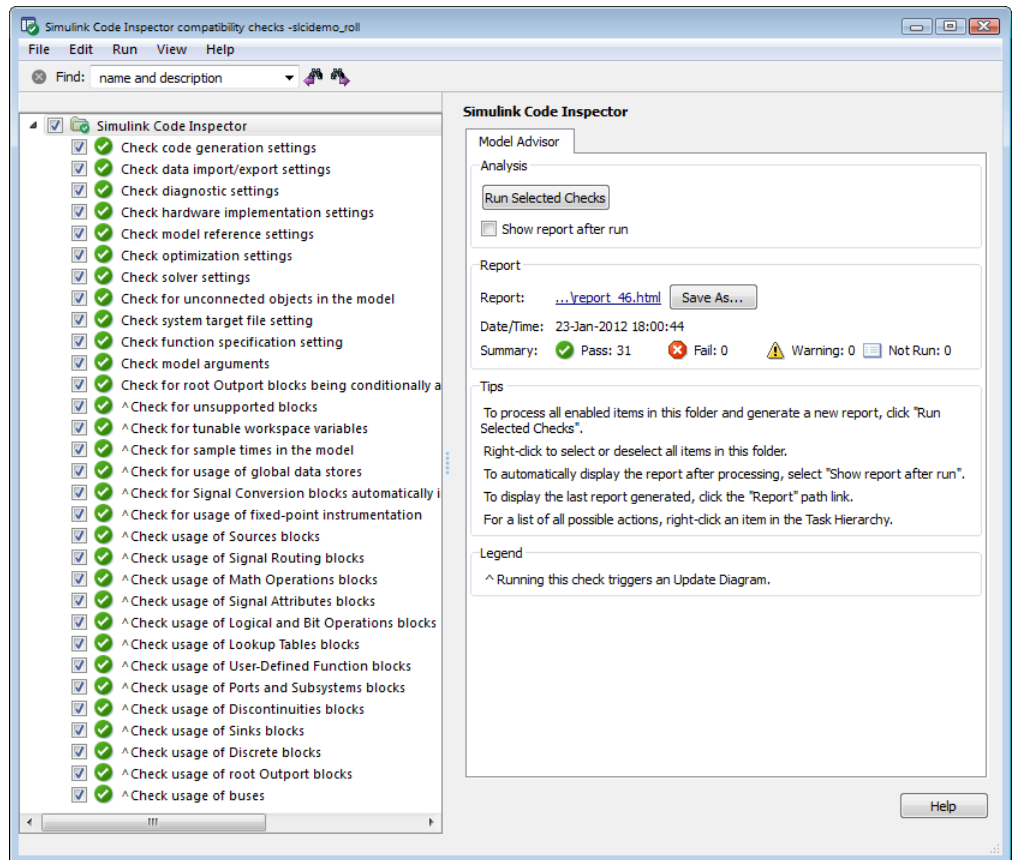 Simulink Code Inspector compatibility checks -slcidemo_roll
File Edit Run View Help
Find: name and description
Simulink Code Inspector
Check code generation settings
Check data import/export settings
Check diagnostic settings
Check hardware implementation settings
Check model reference settings
Check optimization settings
Check solver settings
Check for unconnected objects in the model
Check system target file setting
Check function specification setting
Check model arguments
Check for root Outport blocks being conditionally a
^Check for unsupported blocks
^Check for tunable workspace variables
^Check for sample times in the model
^Check for usage of global data stores
^Check for Signal Conversion blocks automatically i
^Check for usage of fixed-point instrumentation
^Check usage of Sources blocks
^Check usage of Signal Routing blocks
^Check usage of Math Operations blocks
^Check usage of Signal Attributes blocks
^Check usage of Logical and Bit Operations blocks
^Check usage of Lookup Tables blocks
^Check usage of User-Defined Function blocks
^Check usage of Ports and Subsystems blocks
^Check usage of Discontinuities blocks
^Check usage of Sinks blocks
^Check usage of Discrete blocks
^Check usage of root Outport blocks
^Check usage of buses
Simulink Code Inspector
Model Advisor
Analysis
Run Selected Checks
Show report after run
Report
Report: ...\report_46.html Save As...
Date/Time: 23-Jan-2012 18:00:44
Summary: Pass: 31 Fail: 0 Warning: 0 Not Run: 0
Tips
To process all enabled items in this folder and generate a new report, click "Run
Selected Checks".
Right-click to select or deselect all items in this folder.
To automatically display the report after processing, select "Show report after run".
To display the last report generated, click the "Report" path link.
For a list of all possible actions, right-click an item in the Task Hierarchy.
Legend
^ Running this check triggers an Update Diagram.
Help